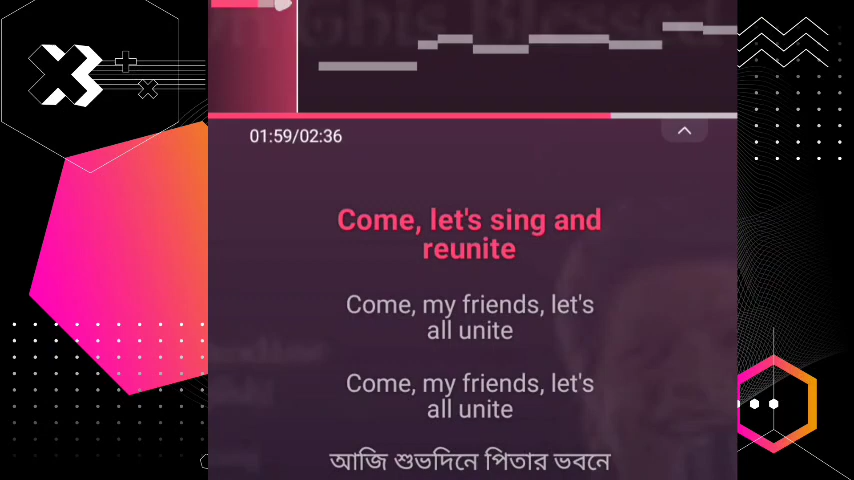 01:59/02:36
Come, let's sing and
reunite
Come, my friends, let's
all unite
Come, my friends, let's
all unite
আজি শুভদিনে পিতার ভবনে